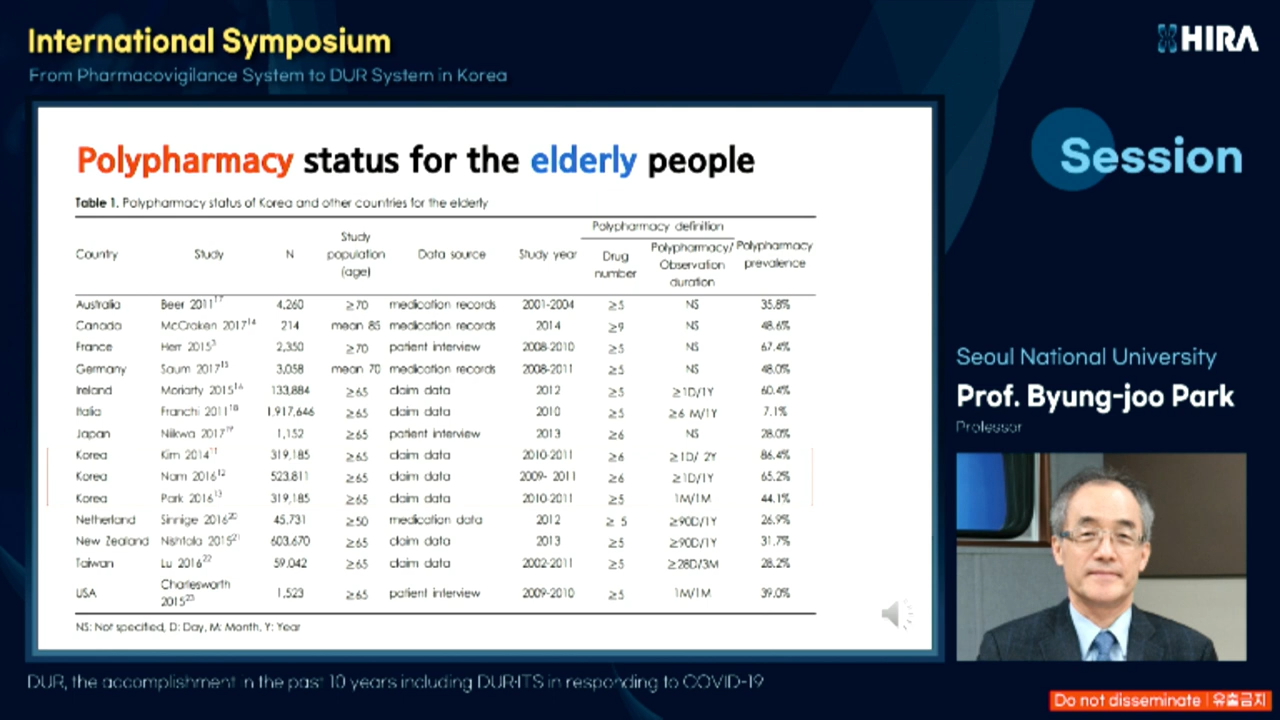 International Symposium
From Pharmacovigilance System to DUR System in Korea
HIRA
Session
Polypharmacy status for the elderly people
Table 1. Polypharmacy status of Korea and other countries for the elderly
Polypharmacy definition
Country Study N Study population (age) Data source Study year Drug number Polypharmacy/ Observation duration Polypharmacy prevalence
Australia Beer 2011¹⁷ 4,260 ≥70 medication records 2001-2004 ≥5 NS 35.8%
Canada McCraken 2017¹⁴ 214 mean 85 medication records 2014 ≥9 NS 48.6%
France Herr 2015³ 2,350 ≥70 patient interview 2008-2010 ≥5 NS 67.4%
Germany Saum 2017¹⁵ 3,058 mean 70 medication records 2008-2011 ≥5 NS 48.0%
Ireland Moriarty 2015¹⁶ 133,884 ≥65 claim data 2012 ≥5 ≥1D/1Y 60.4%
Italia Franchi 2011¹⁸ 1,917,646 ≥65 claim data 2010 ≥5 ≥6 M/1Y 7.1%
Japan Niikwa 2017¹⁹ 1,152 ≥65 patient interview 2013 ≥6 NS 28.0%
Korea Kim 2014¹¹ 319,185 ≥65 claim data 2010-2011 ≥6 ≥1D/ 2Y 86.4%
Korea Nam 2016¹² 523,811 ≥65 claim data 2009- 2011 ≥6 ≥1D/1Y 65.2%
Korea Park 2016¹³ 319,185 ≥65 claim data 2010-2011 ≥5 1M/1M 44.1%
Netherland Sinnige 2016²⁰ 45,731 ≥50 medication data 2012 ≥ 5 ≥90D/1Y 26.9%
New Zealand Nishtala 2015²¹ 603,670 ≥65 claim data 2013 ≥5 ≥90D/1Y 31.7%
Taiwan Lu 2016²² 59,042 ≥65 claim data 2002-2011 ≥5 ≥28D/3M 28.2%
USA Charlesworth 2015²³ 1,523 ≥65 patient interview 2009-2010 ≥5 1M/1M 39.0%
NS: Not specified, D: Day, M: Month, Y: Year
Seoul National University
Prof. Byung-joo Park
Professor
DUR, the accomplishment in the past 10 years including DUR·ITS in responding to COVID-19
Do not disseminate | 유출금지